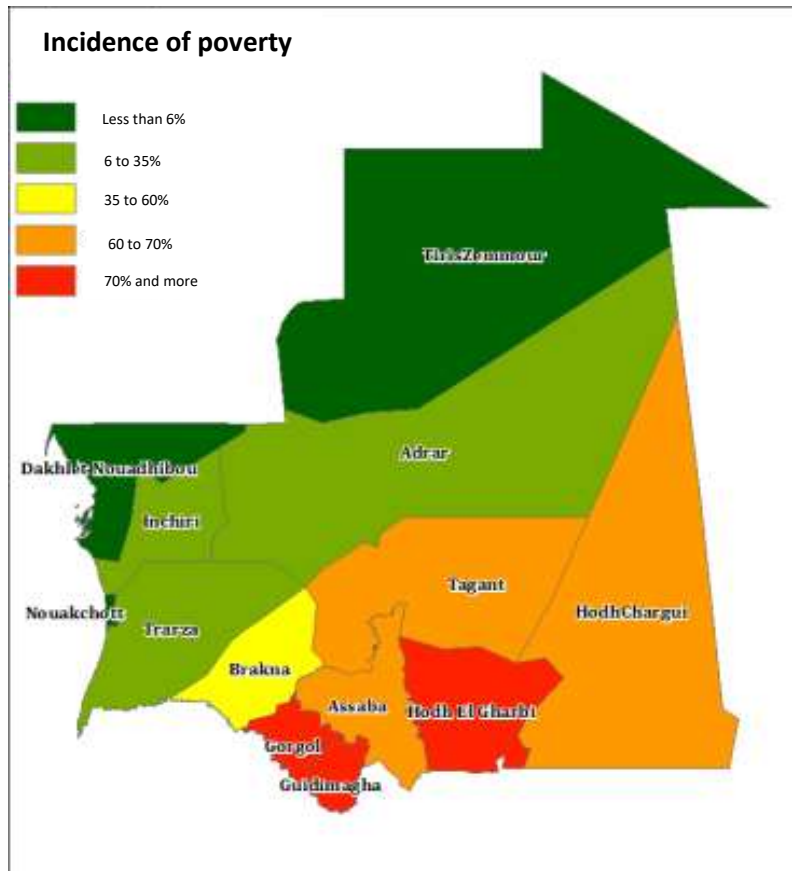 Incidence of poverty
Less than 6%
6 to 35%
35 to 60%
60 to 70%
70% and more
TirisZemmour
Adrar
Dakhlet Nouadhibou
Inchiri
Tagant
Nouakchott
HodhChargui
Trarza
Brakna
Assaba
Hodh El Gharbi
Gorgol
Guidimagha